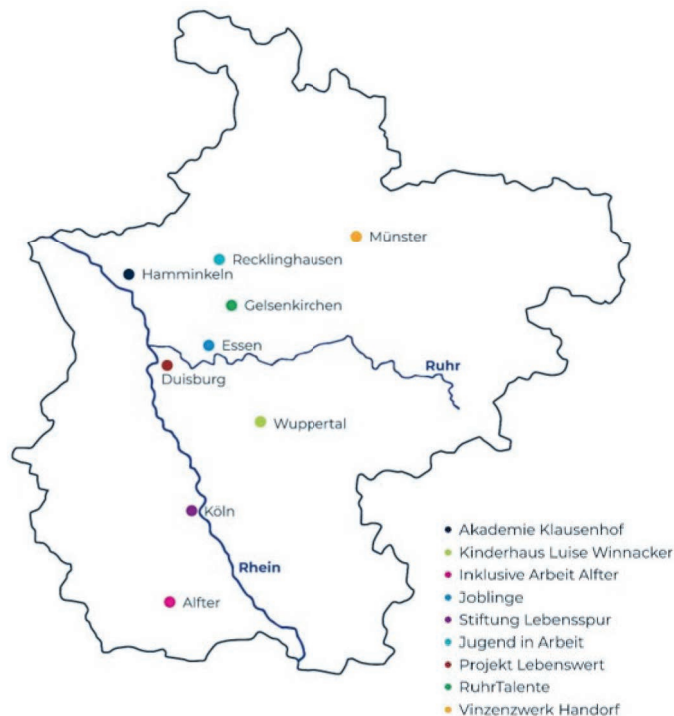 Münster
Recklinghausen
Hamminkeln
Gelsenkirchen
Essen
Ruhr
Duisburg
Wuppertal
Köln
Rhein
Alfter
Akademie Klausenhof
Kinderhaus Luise Winnacker
Inklusive Arbeit Alfter
Joblinge
Stiftung Lebensspur
Jugend in Arbeit
Projekt Lebenswert
RuhrTalente
Vinzenzwerk Handorf